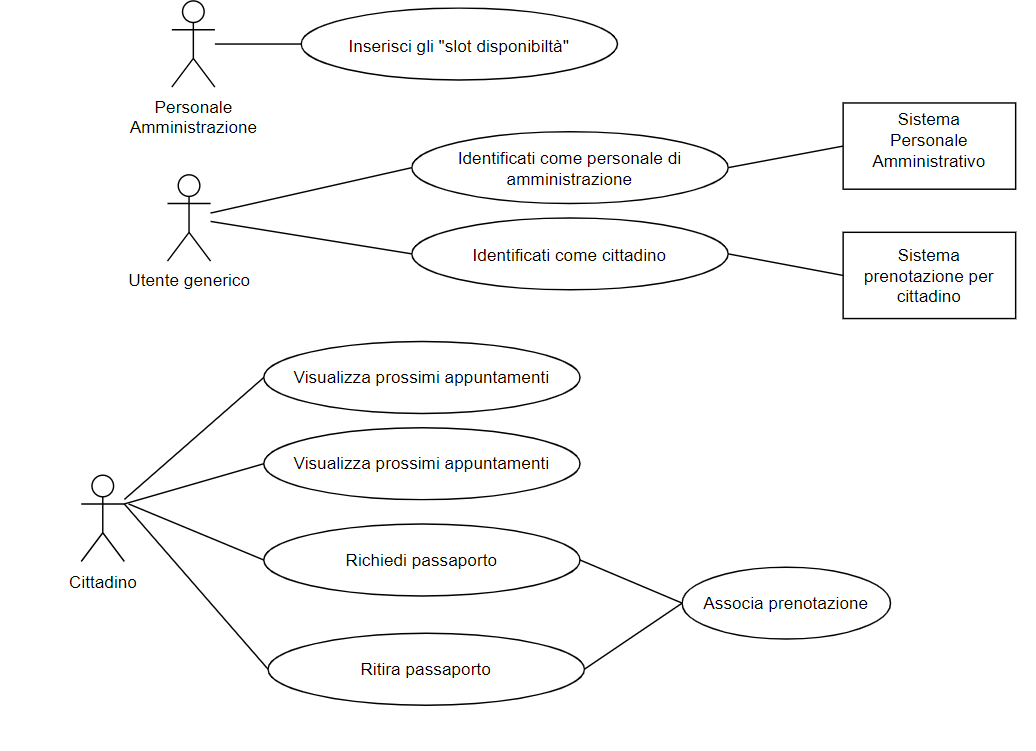 Inserisci gli "slot disponibiltà"
Personale
Amministrazione
Identificati come personale di
amministrazione
Sistema
Personale
Amministrativo
Utente generico
Identificati come cittadino
Sistema
prenotazione per
cittadino
Visualizza prossimi appuntamenti
Visualizza prossimi appuntamenti
Cittadino
Richiedi passaporto
Associa prenotazione
Ritira passaporto